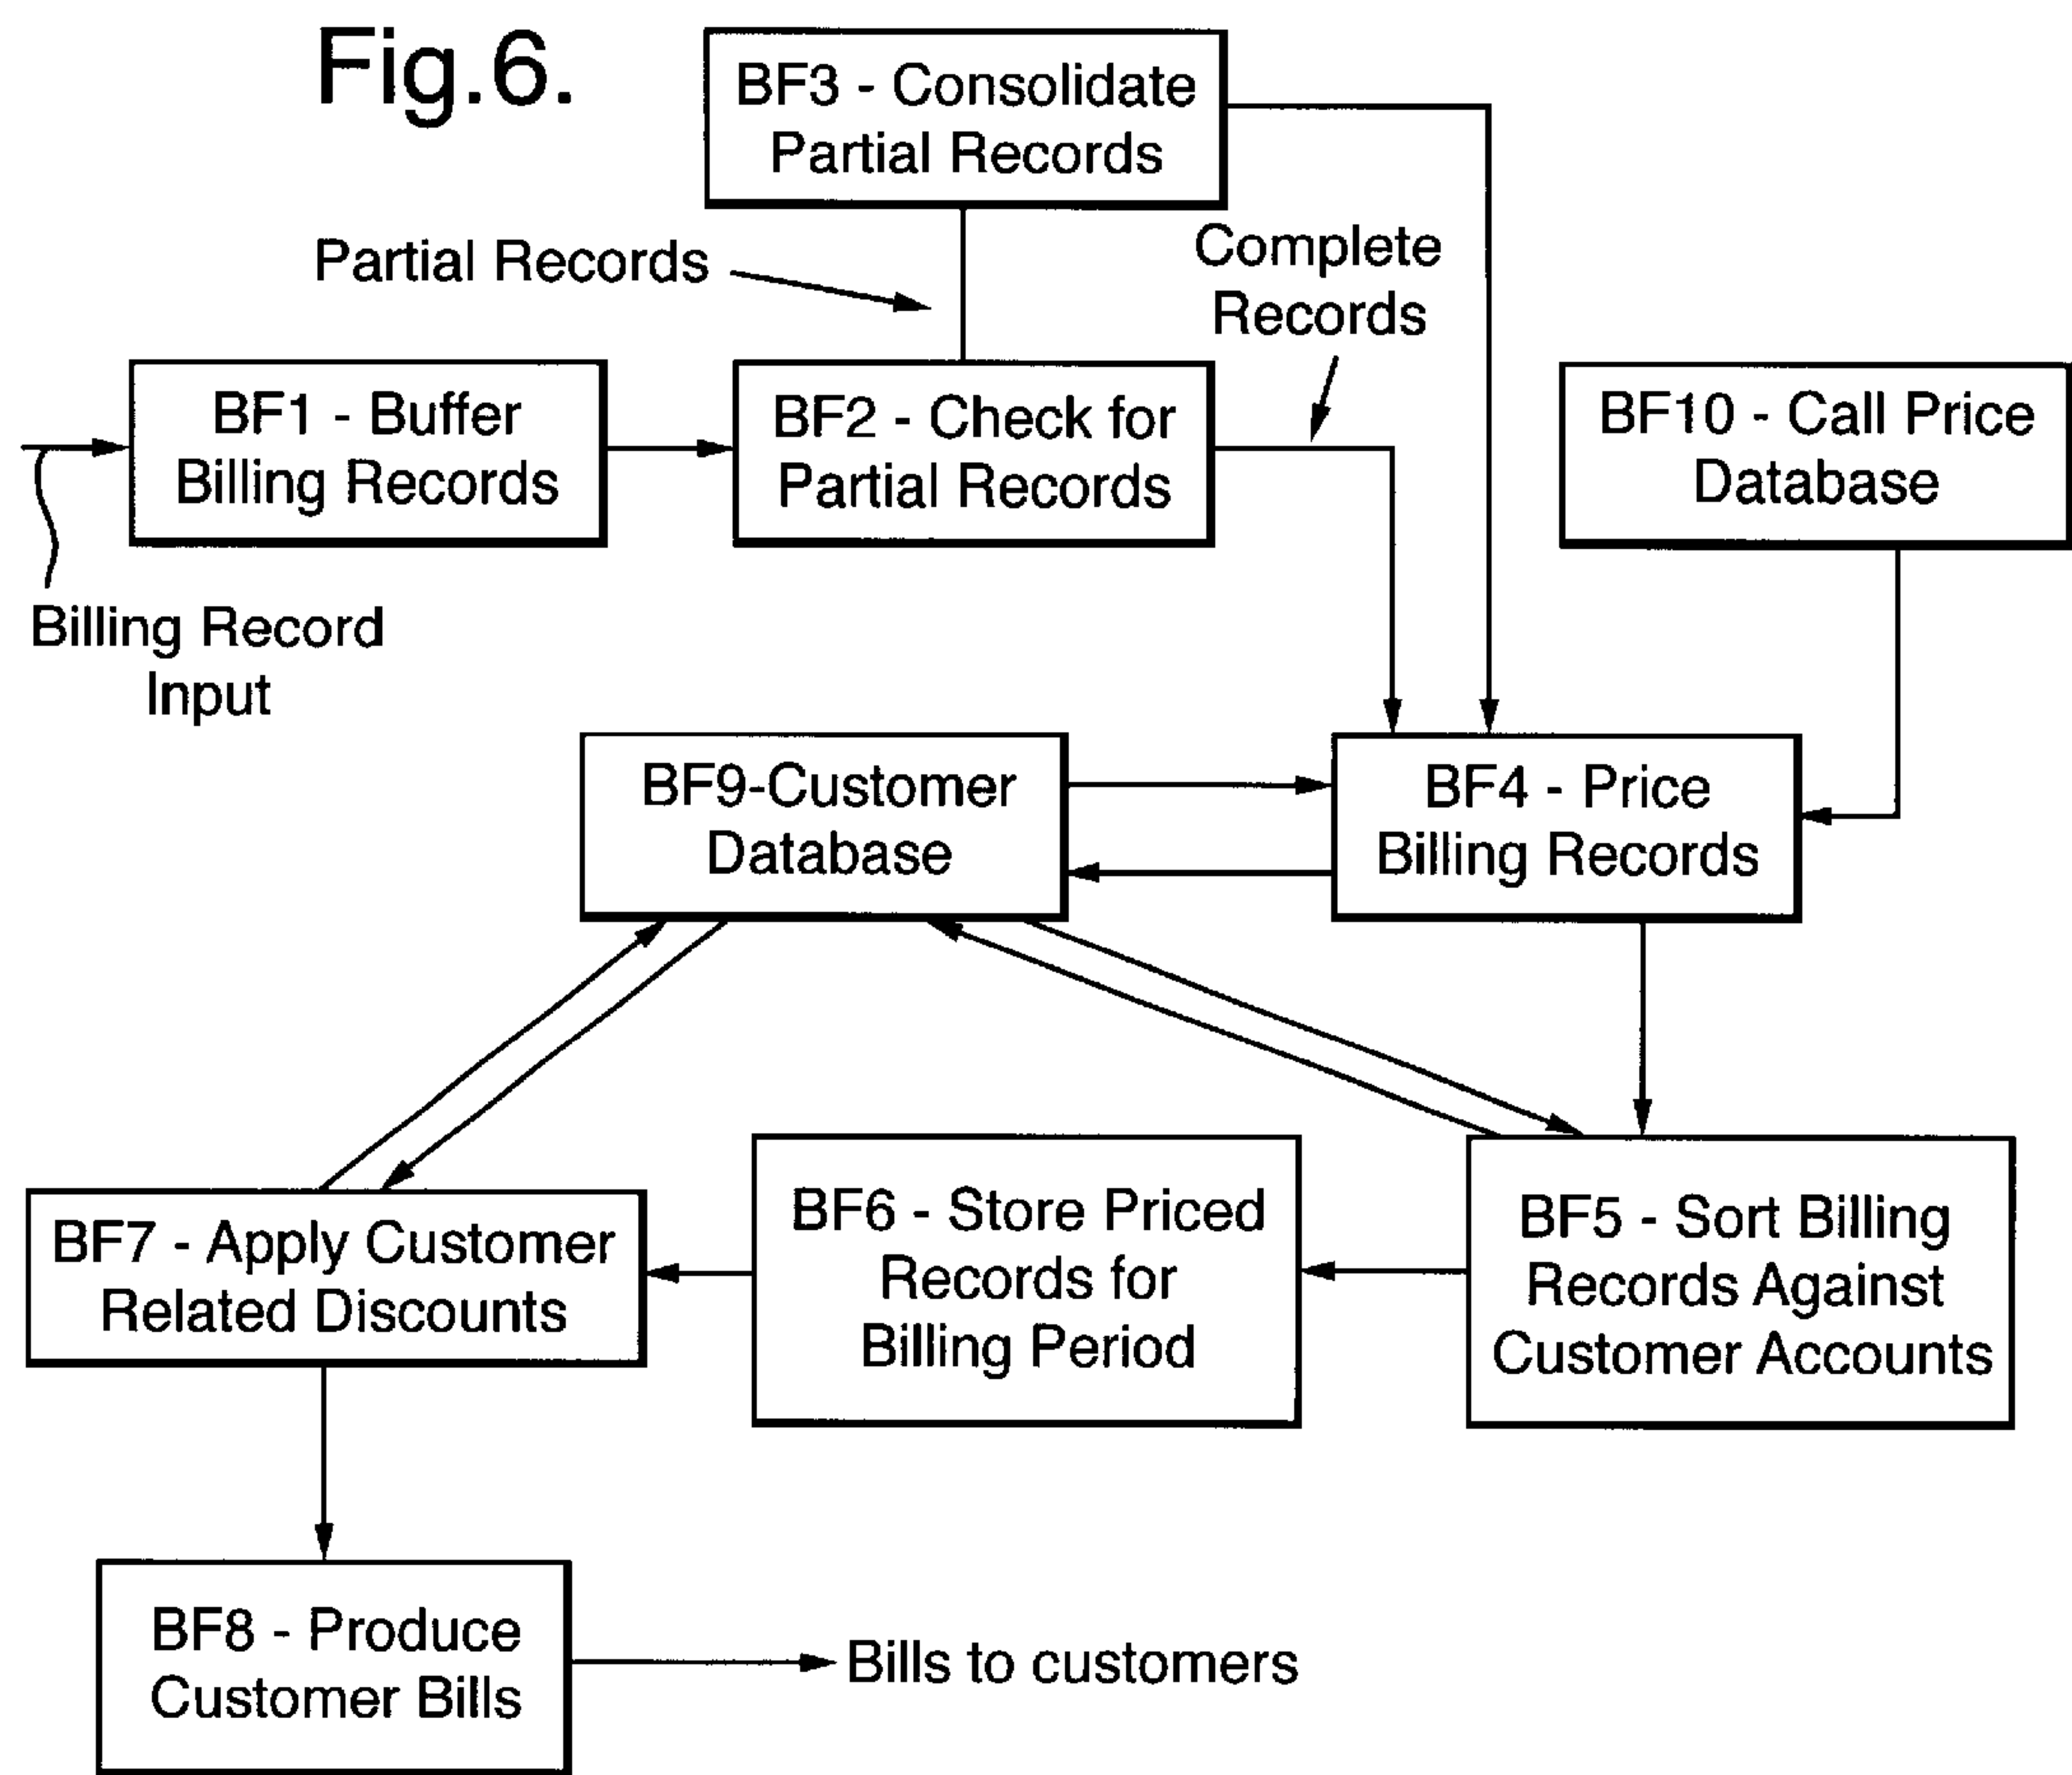 Fig.6.
BF3 - Consolidate
Partial Records
Partial Records
Complete
Records
BF1 - Buffer
Billing Records
BF2 - Check for
Partial Records
BF10 - Call Price
Database
Billing Record
Input
BF9-Customer
Database
BF4 - Price
Billing Records
BF7 - Apply Customer
Related Discounts
BF6 - Store Priced
Records for
Billing Period
BF5 - Sort Billing
Records Against
Customer Accounts
BF8 - Produce
Customer Bills
Bills to customers